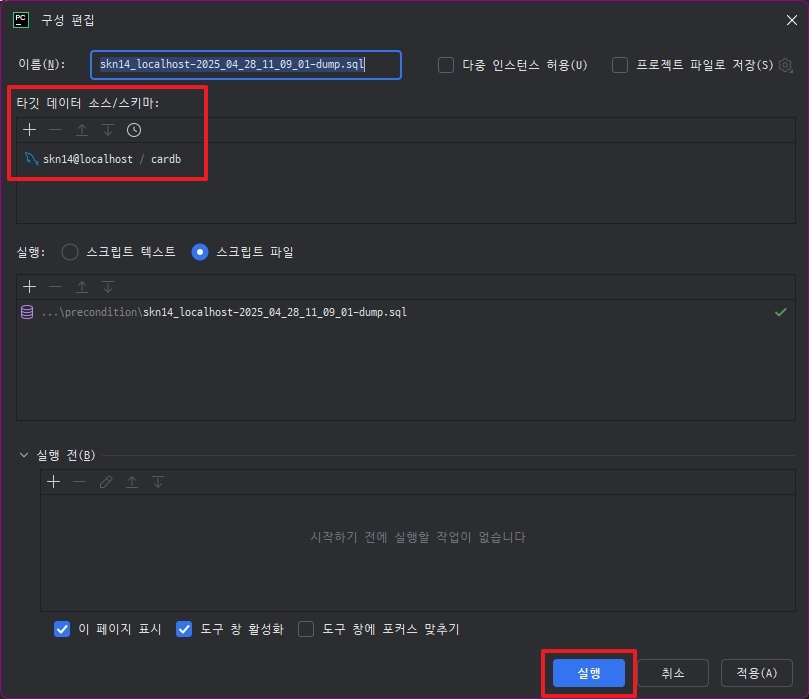 PC 구성 편집
이름(N): skn14_localhost-2025_04_28_11_09_01-dump.sql 다중 인스턴스 허용(U) 프로젝트 파일로 저장(S)
타깃 데이터 소스/스키마:
skn14@localhost / cardb
실행: 스크립트 텍스트 스크립트 파일
...\precondition\skn14_localhost-2025_04_28_11_09_01-dump.sql
실행 전(B)
시작하기 전에 실행할 작업이 없습니다
이 페이지 표시 도구 창 활성화 도구 창에 포커스 맞추기
실행 취소 적용(A)